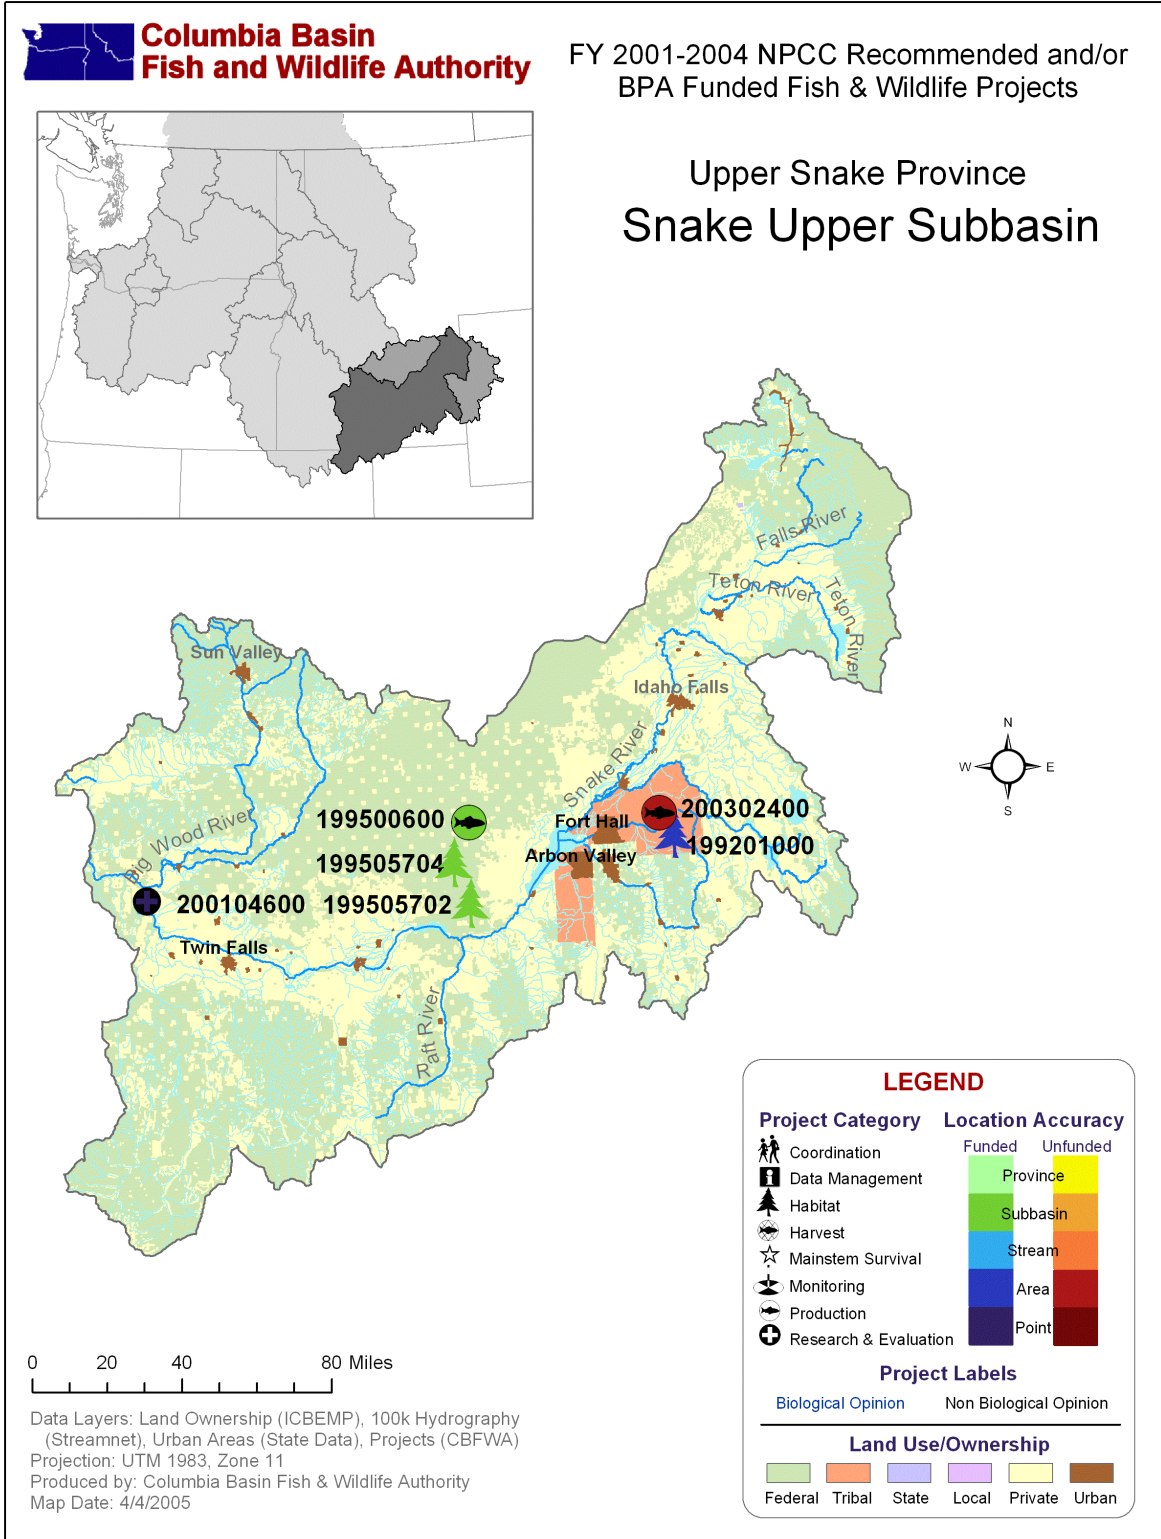 Columbia Basin
Fish and Wildlife Authority
FY 2001-2004 NPCC Recommended and/or
BPA Funded Fish & Wildlife Projects
Upper Snake Province
Snake Upper Subbasin
Falls River
Teton River
Teton River
Sun Valley
Idaho Falls
Snake River
N
W
E
S
199500600
200302400
Fort Hall
199201000
Big Wood River
199505704
Arbon Valley
200104600
199505702
Twin Falls
Raft River
LEGEND
Project Category
Location Accuracy
Funded
Unfunded
Coordination
Data Management
Habitat
Harvest
Mainstem Survival
Monitoring
Production
Research & Evaluation
Province
Subbasin
Stream
Area
Point
Project Labels
Biological Opinion
Non Biological Opinion
Land Use/Ownership
Federal
Tribal
State
Local
Private
Urban
0 20 40 80 Miles
Data Layers: Land Ownership (ICBEMP), 100k Hydrography
(Streamnet), Urban Areas (State Data), Projects (CBFWA)
Projection: UTM 1983, Zone 11
Produced by: Columbia Basin Fish & Wildlife Authority
Map Date: 4/4/2005